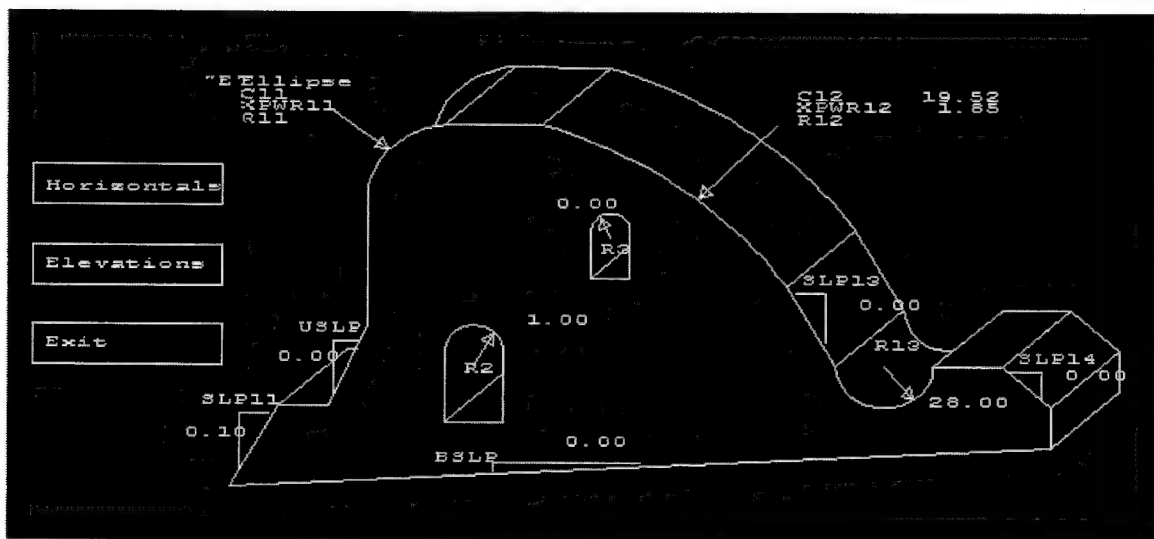 "E"Ellipse
C11
XPWR11
R11
C12 19.52
XPWR12 1.85
R12
Horizontals
0.00
R3
Elevations
SLP13
0.00
USLP
1.00
Exit
0.00
R2
R13
SLP14
0.00
SLP11
28.00
0.10
0.00
BSLP